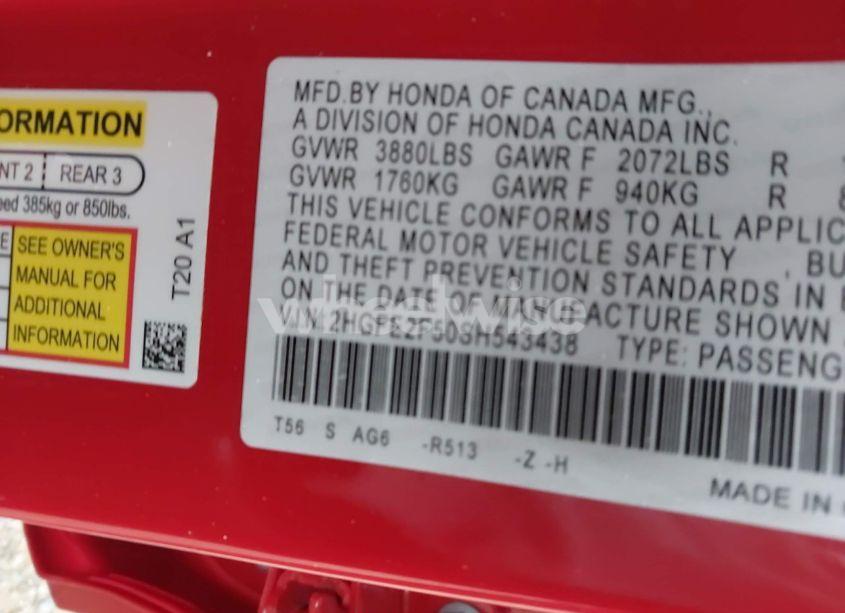 ORMATION
NT 2 REAR 3
eed 385kg or 850lbs.
E SEE OWNER'S
MANUAL FOR
ADDITIONAL
INFORMATION
T20 A1
MFD.BY HONDA OF CANADA MFG.,
A DIVISION OF HONDA CANADA INC.
GVWR 3880LBS GAWR F 2072LBS R
GVWR 1760KG GAWR F 940KG R 8
THIS VEHICLE CONFORMS TO ALL APPLIC
FEDERAL MOTOR VEHICLE SAFETY , BU
AND THEFT PREVENTION STANDARDS IN E
ON THE DATE OF MANUFACTURE SHOWN
VIN: 2HGFE2F50SH543438 TYPE: PASSENG
T56 S AG6 -R513 -Z -H
MADE IN
wheelwise